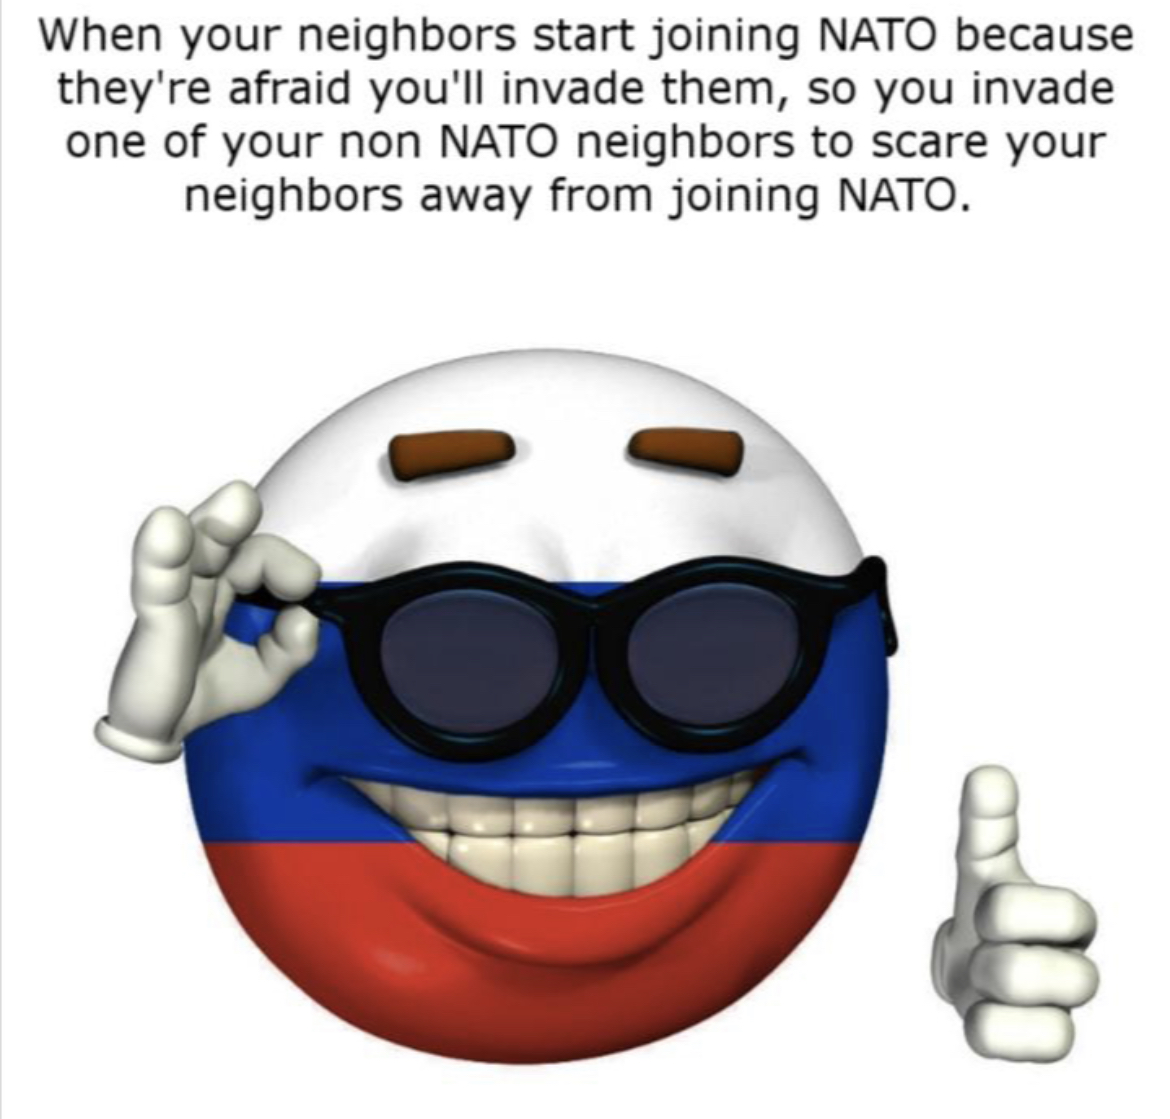 When your neighbors start joining NATO because
they're afraid you'll invade them, so you invade
one of your non NATO neighbors to scare your
neighbors away from joining NATO.